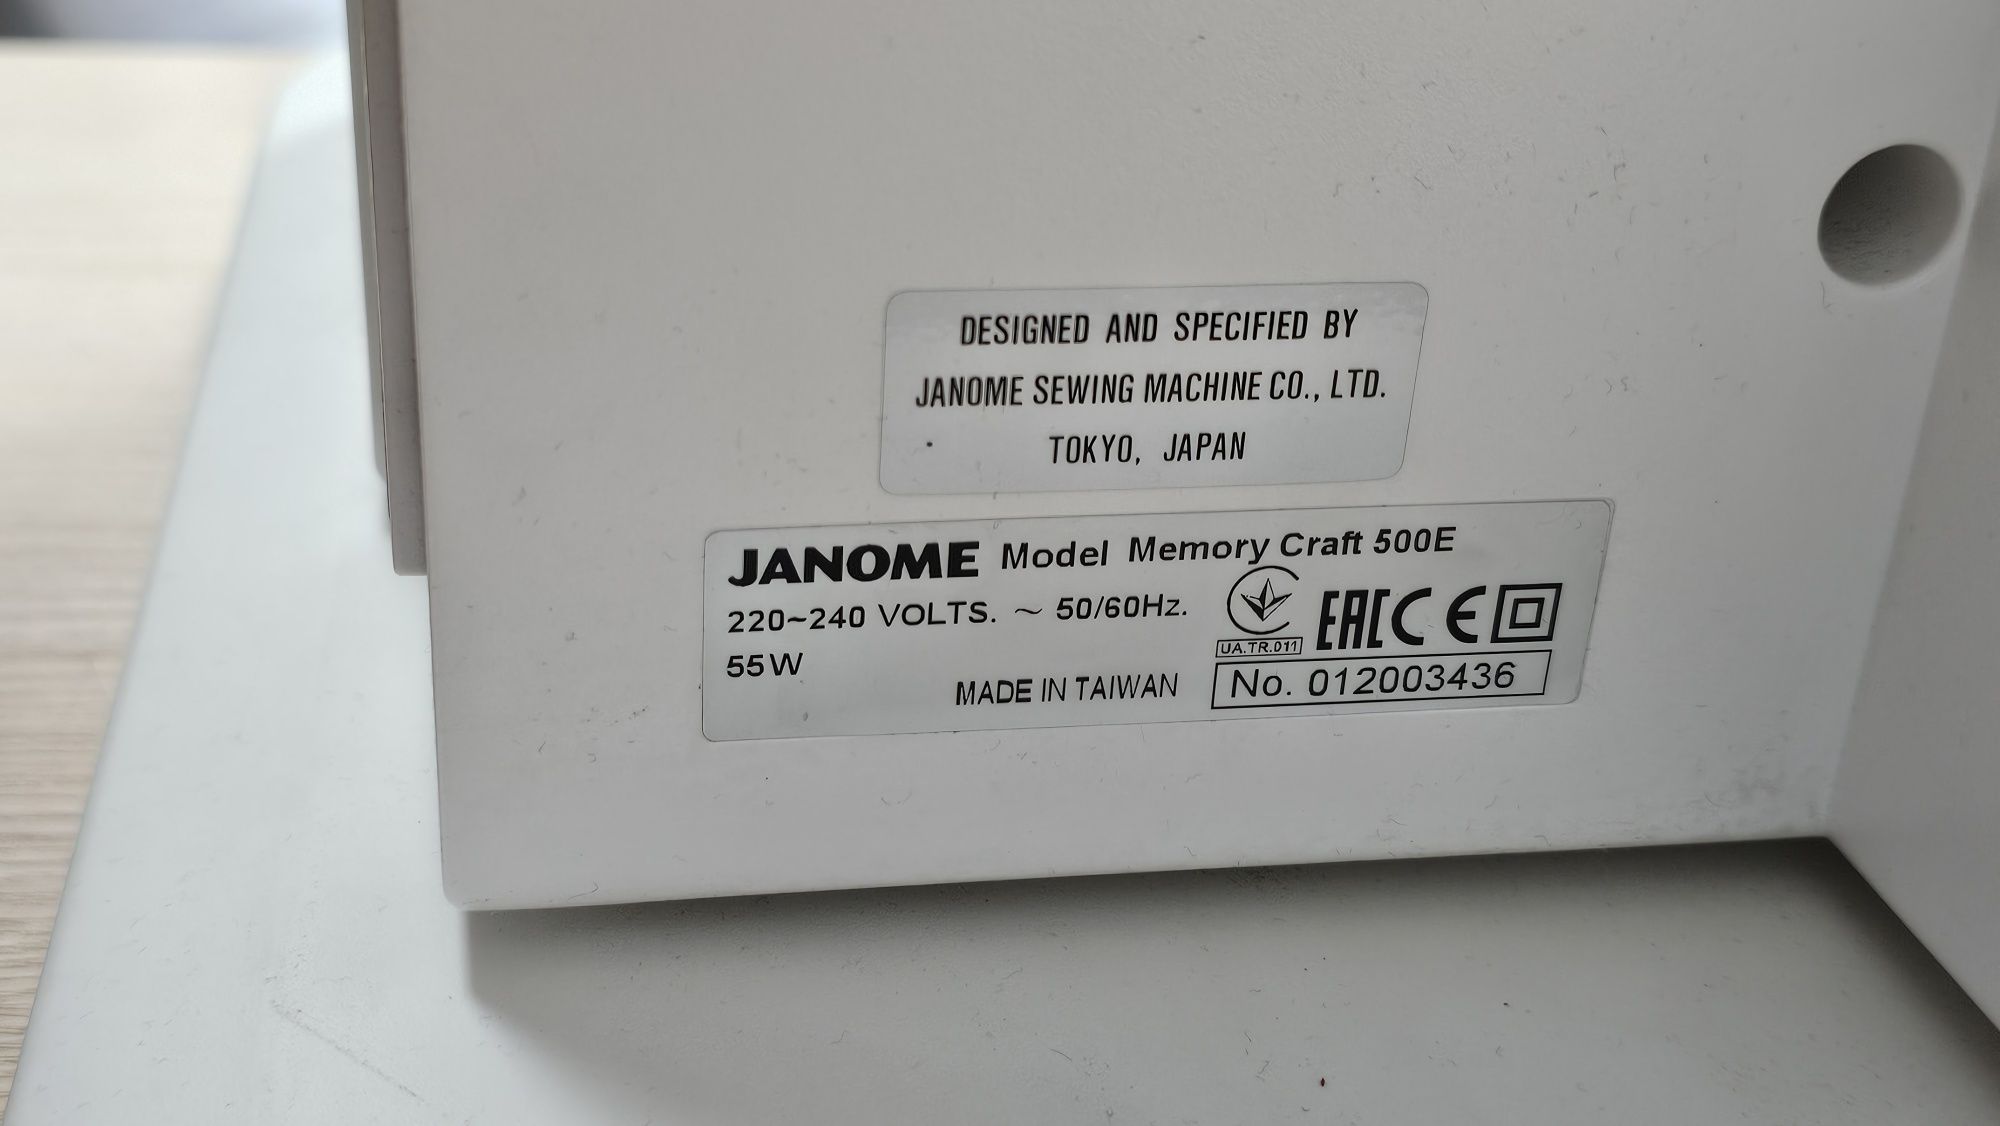 DESIGNED AND SPECIFIED BY
JANOME SEWING MACHINE CO., LTD.
TOKYO, JAPAN
JANOME Model Memory Craft 500E
220~240 VOLTS. ~ 50/60Hz.
55W
UA.TR.011
EAC CE
MADE IN TAIWAN
No. 012003436